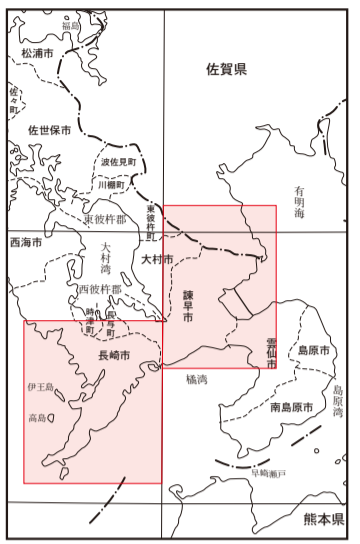 福島
松浦市
佐賀県
佐々町
佐世保市
波佐見町
川棚町
有明海
東彼杵郡
東彼杵町
西海市
大村湾
大村市
西彼杵郡
諫早市
時津町
長与町
長崎市
雲仙市
島原市
伊王島
橘湾
島原湾
高島
南島原市
早崎瀬戸
熊本県